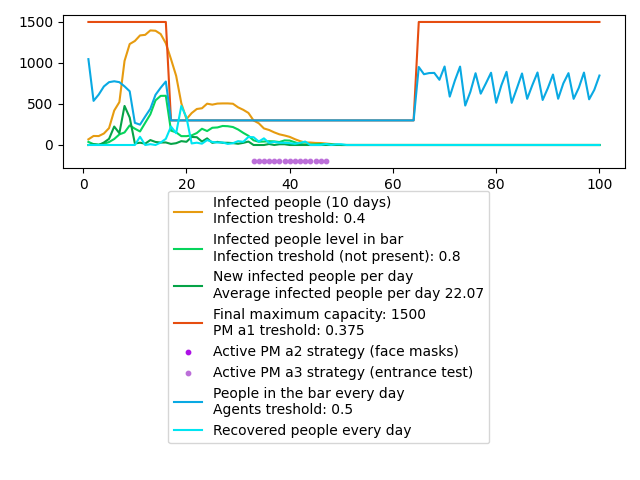 1500
1000
500
0
0 20 40 60 80 100
Infected people (10 days)
Infection treshold: 0.4
Infected people level in bar
Infection treshold (not present): 0.8
New infected people per day
Average infected people per day 22.07
Final maximum capacity: 1500
PM a1 treshold: 0.375
Active PM a2 strategy (face masks)
Active PM a3 strategy (entrance test)
People in the bar every day
Agents treshold: 0.5
Recovered people every day